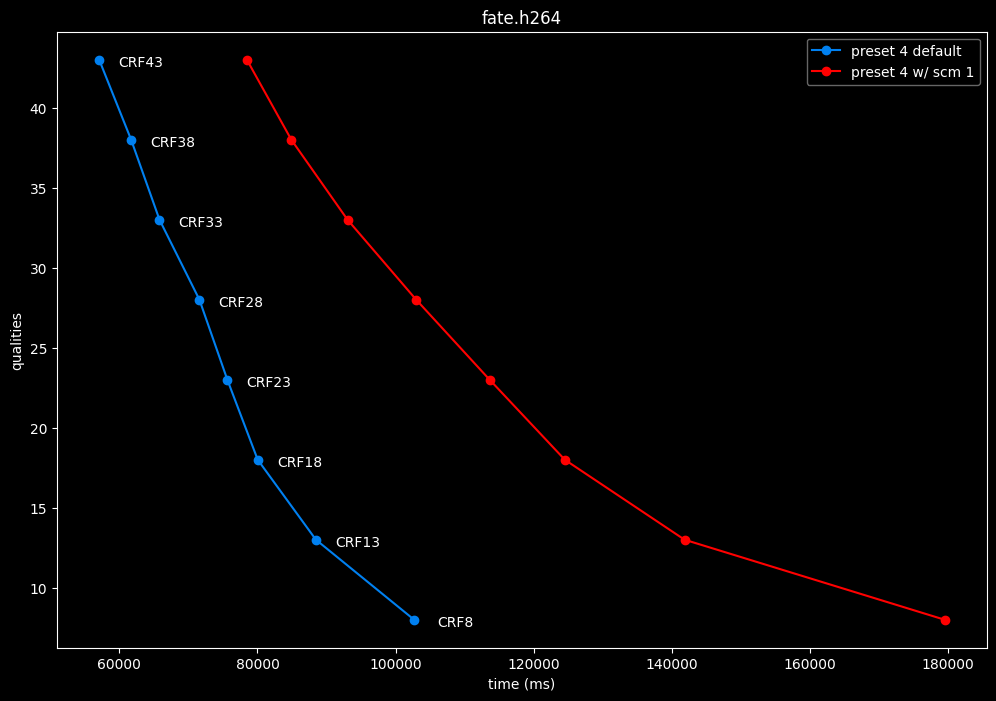 fate.h264
preset 4 default
preset 4 w/ scm 1
CRF43
CRF38
CRF33
CRF28
CRF23
CRF18
CRF13
CRF8
40
35
30
25
20
15
10
qualities
60000
80000
100000
120000
140000
160000
180000
time (ms)